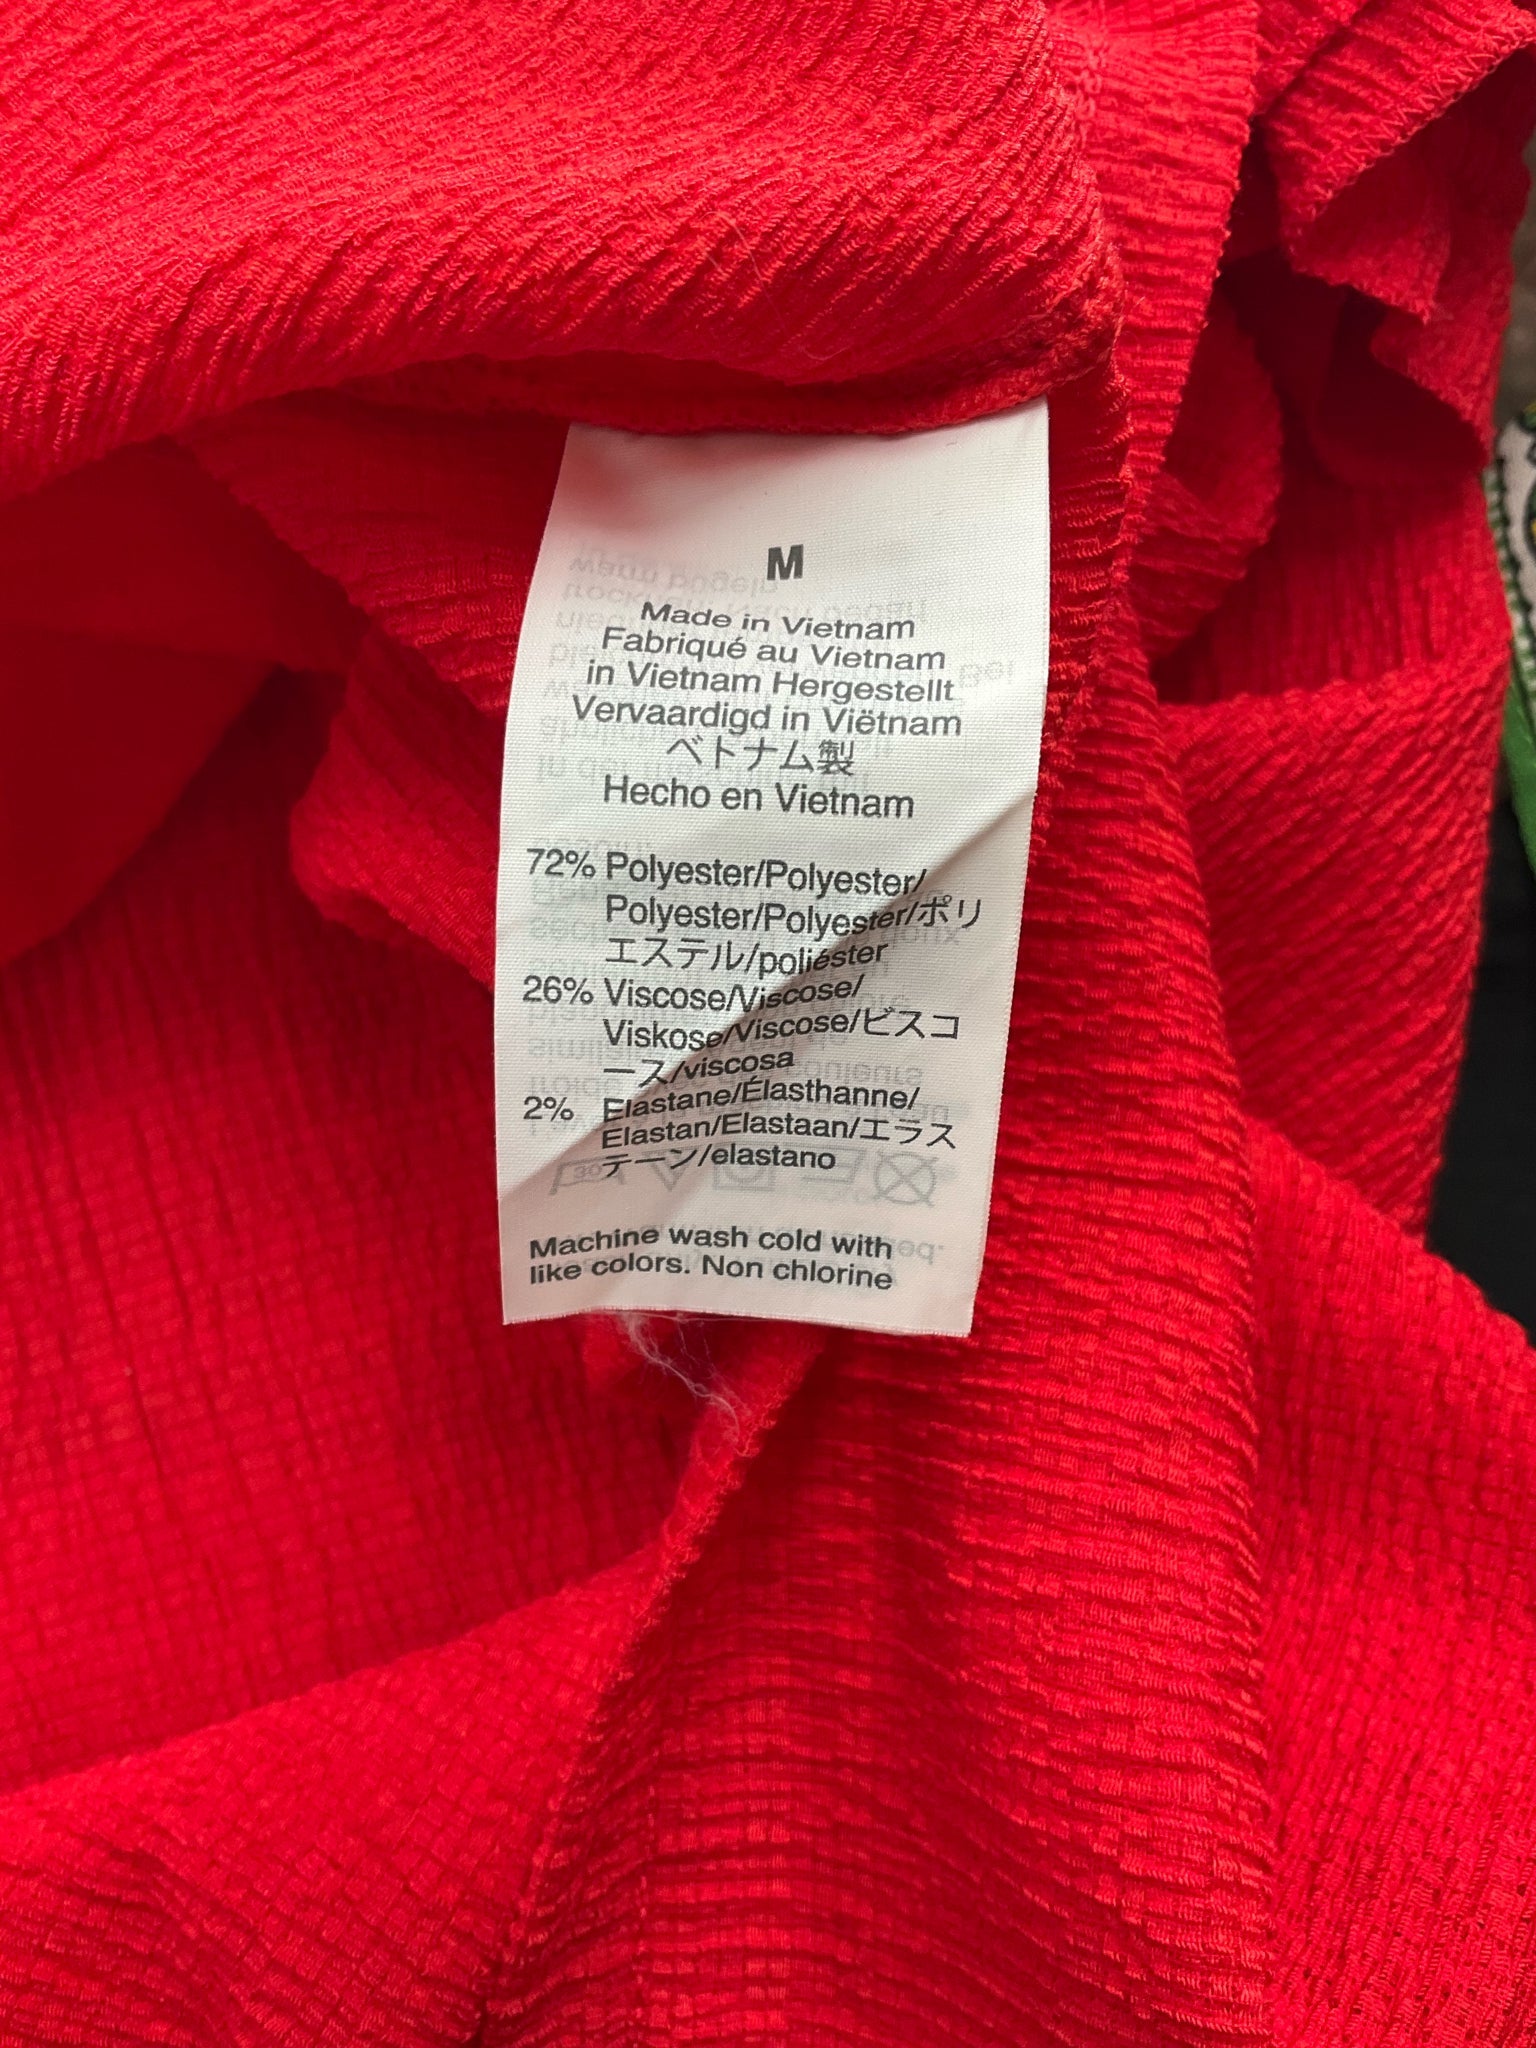 M
Made in Vietnam
Fabriqué au Vietnam
in Vietnam Hergestellt
Vervaardigd in Viëtnam
ベトナム製
Hecho en Vietnam
72% Polyester/Polyester/
Polyester/Polyester/ポリ
エステル/poliéster
26% Viscose/Viscose/
Viskose/Viscose/ビスコ
ース/viscosa
2% Elastane/Élasthanne/
Elastan/Elastaan/エラス
テーン/elastano
Machine wash cold with
like colors. Non chlorine